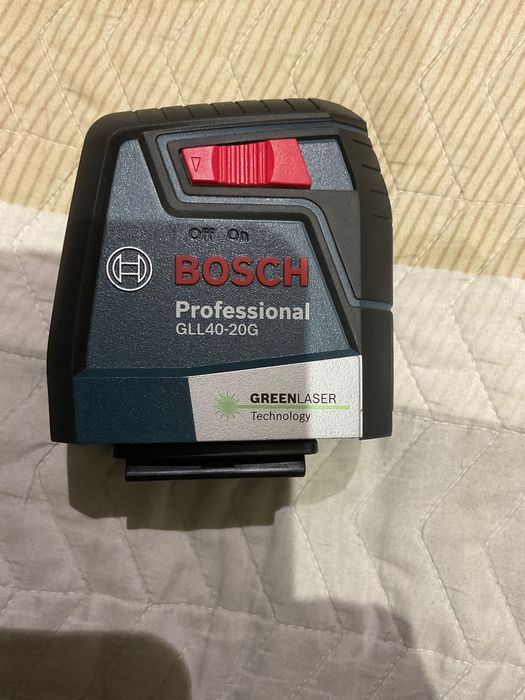 Off On
BOSCH
Professional
GLL40-20G
GREENLASER
Technology